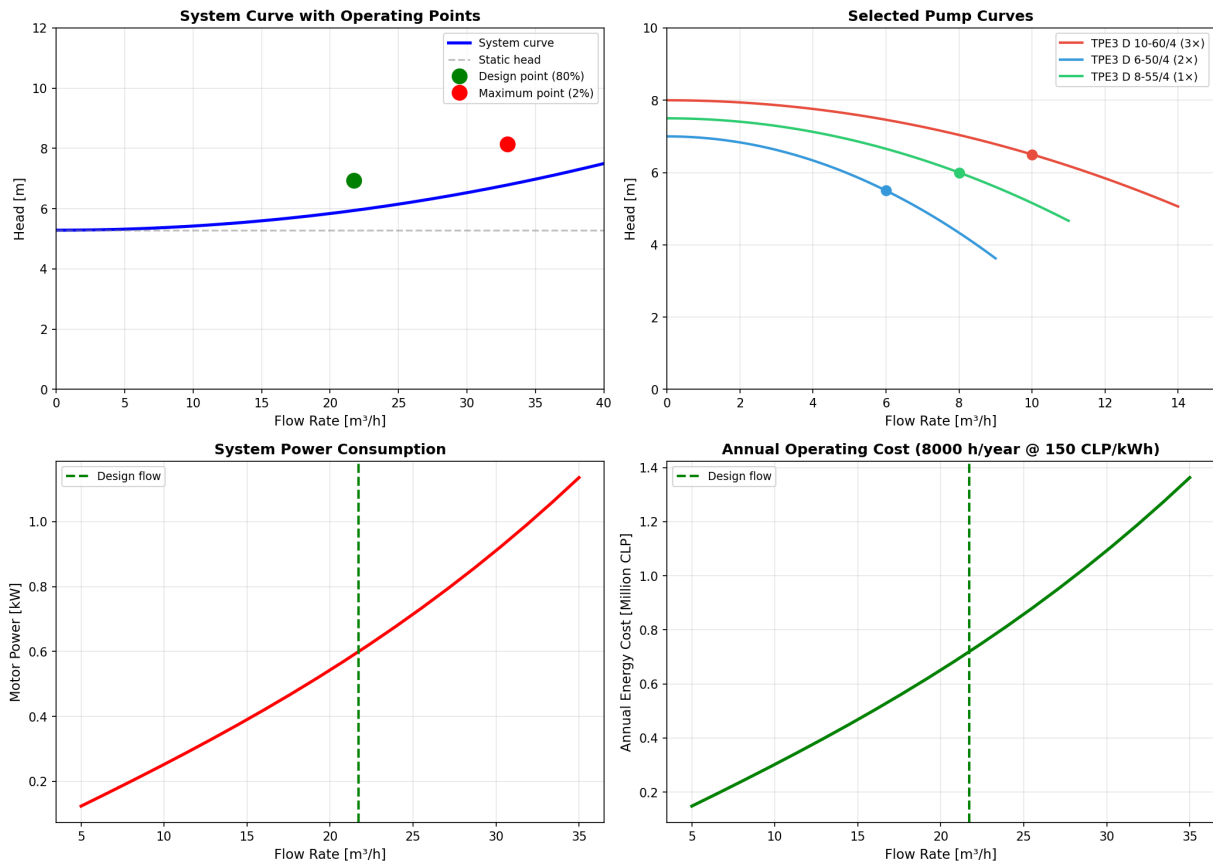 System Curve with Operating Points
12
10
8
6
4
2
0
Head [m]
System curve
Static head
Design point (80%)
Maximum point (2%)
0 5 10 15 20 25 30 35 40
Flow Rate [m³/h]
Selected Pump Curves
10
8
6
4
2
0
Head [m]
TPE3 D 10-60/4 (3×)
TPE3 D 6-50/4 (2×)
TPE3 D 8-55/4 (1×)
0 2 4 6 8 10 12 14
Flow Rate [m³/h]
System Power Consumption
1.0
0.8
0.6
0.4
0.2
Motor Power [kW]
Design flow
5 10 15 20 25 30 35
Flow Rate [m³/h]
Annual Operating Cost (8000 h/year @ 150 CLP/kWh)
1.4
1.2
1.0
0.8
0.6
0.4
0.2
Annual Energy Cost [Million CLP]
Design flow
5 10 15 20 25 30 35
Flow Rate [m³/h]